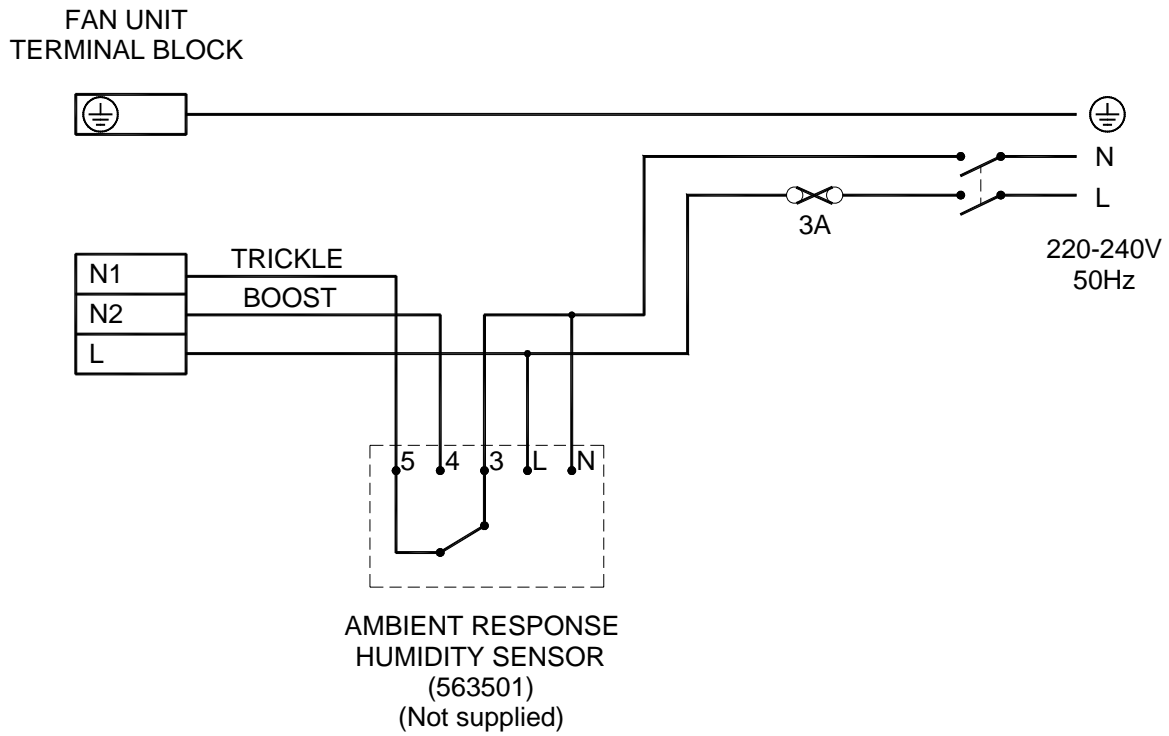 FAN UNIT
TERMINAL BLOCK
N
L
3A
220-240V
50Hz
N1
TRICKLE
N2
BOOST
L
5 4 3 L N
AMBIENT RESPONSE
HUMIDITY SENSOR
(563501)
(Not supplied)